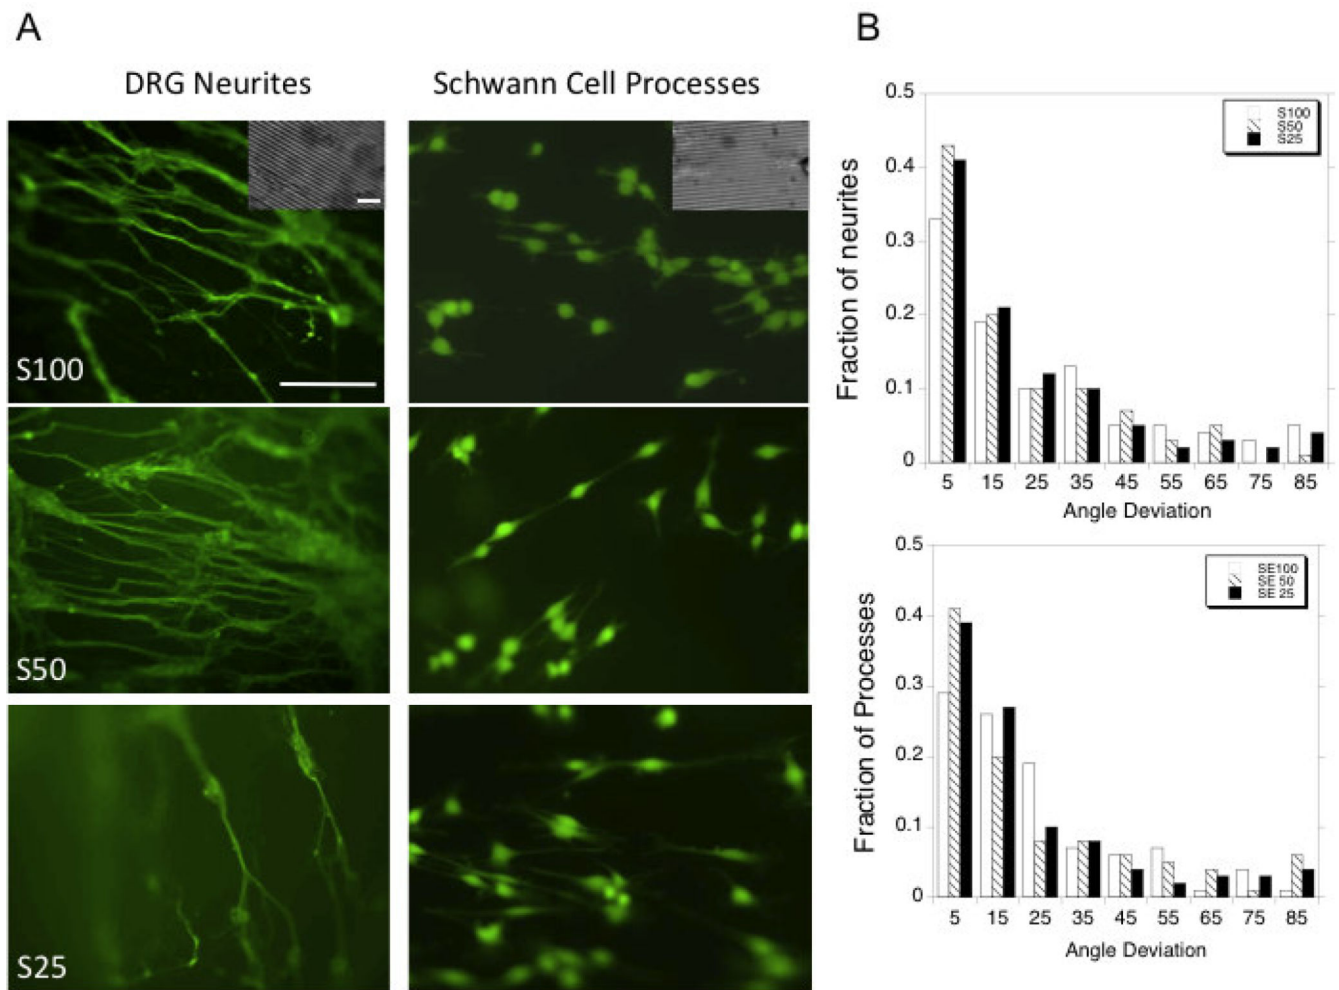 A
B
DRG Neurites
Schwann Cell Processes
S100
S50
S25
0.5
0.4
0.3
0.2
0.1
0
Fraction of neurites
S100
S50
S25
5 15 25 35 45 55 65 75 85
Angle Deviation
0.5
0.4
0.3
0.2
0.1
0
Fraction of Processes
SE100
SE 50
SE 25
5 15 25 35 45 55 65 75 85
Angle Deviation